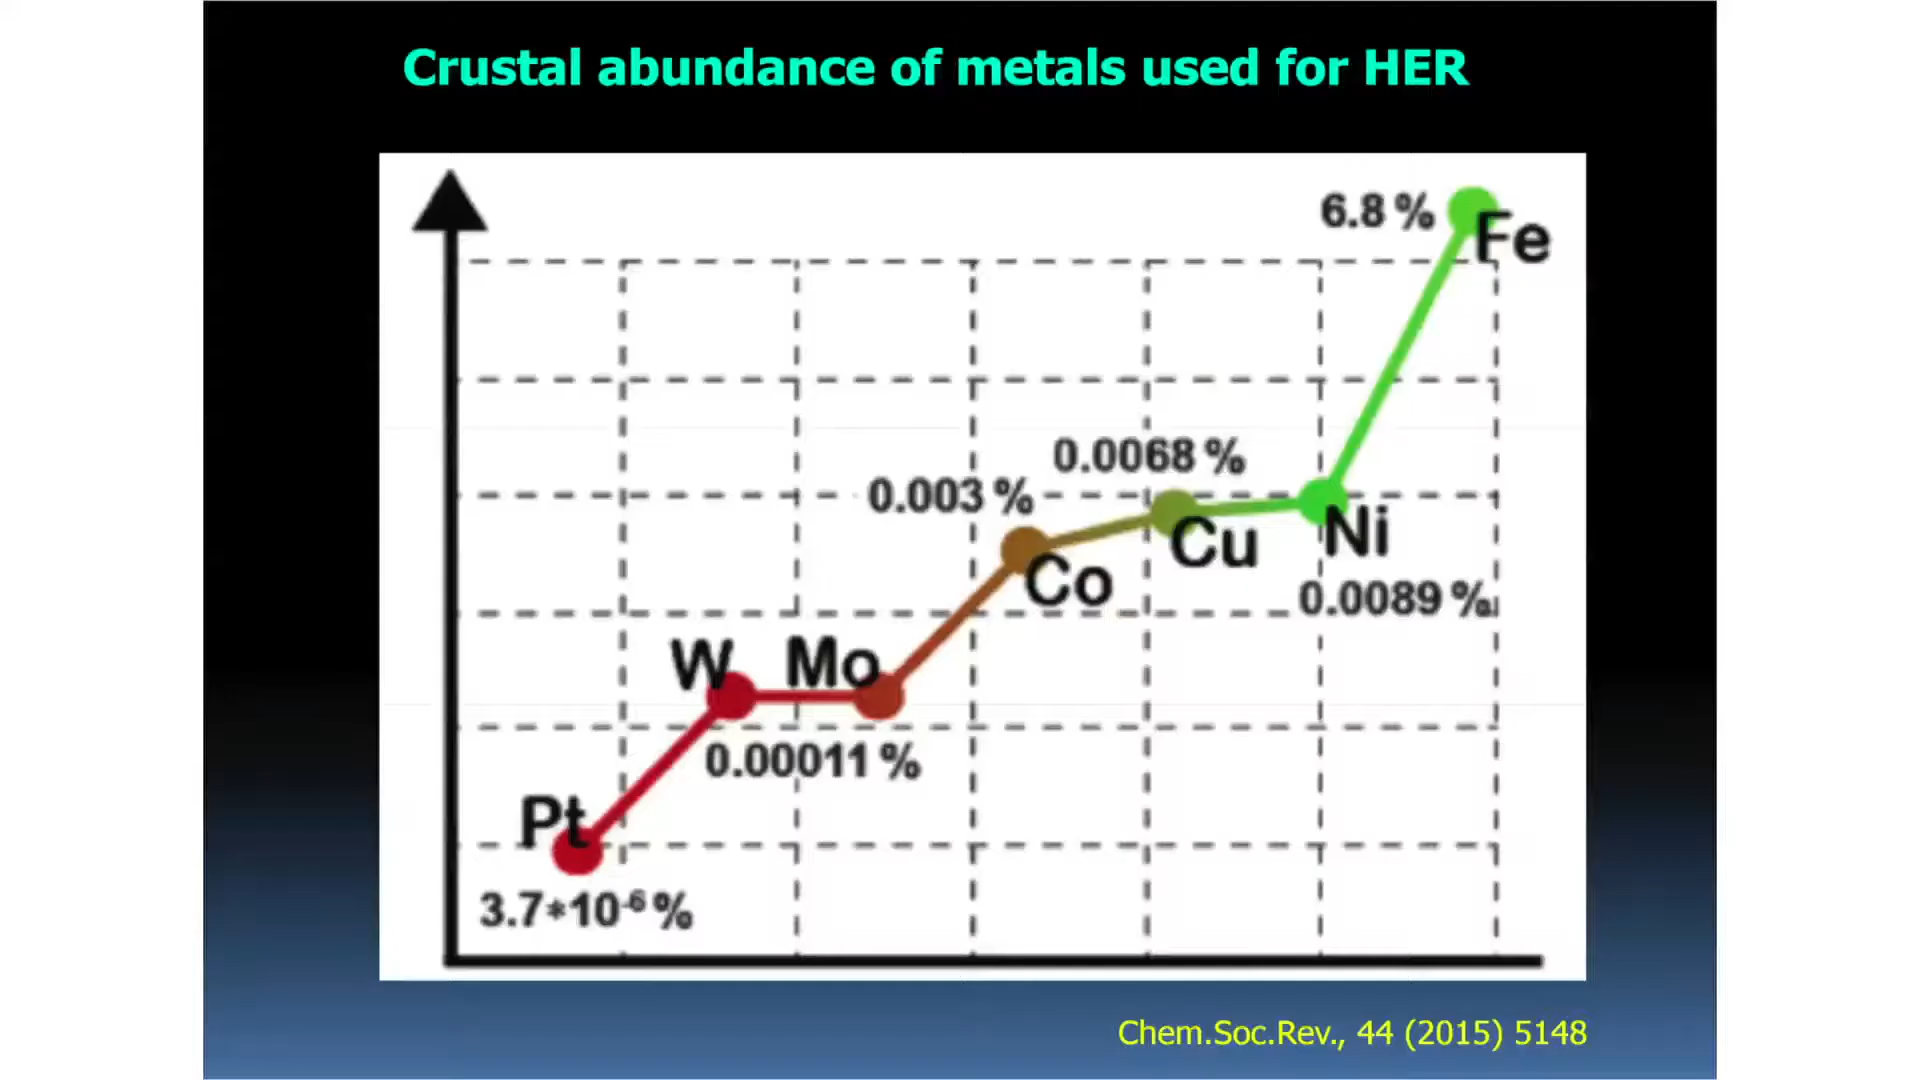 Crustal abundance of metals used for HER
6.8 %
Fe
0.0068 %
0.003 %
Cu
Ni
Co
0.0089 %
W Mo
0.00011 %
Pt
3.7*10-6 %
Chem.Soc.Rev., 44 (2015) 5148